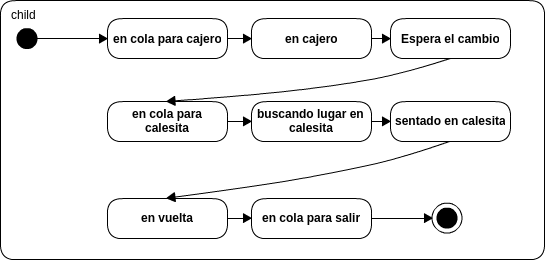 child
en cola para cajero
en cajero
Espera el cambio
en cola para
calesita
buscando lugar en
calesita
sentado en calesita
en vuelta
en cola para salir